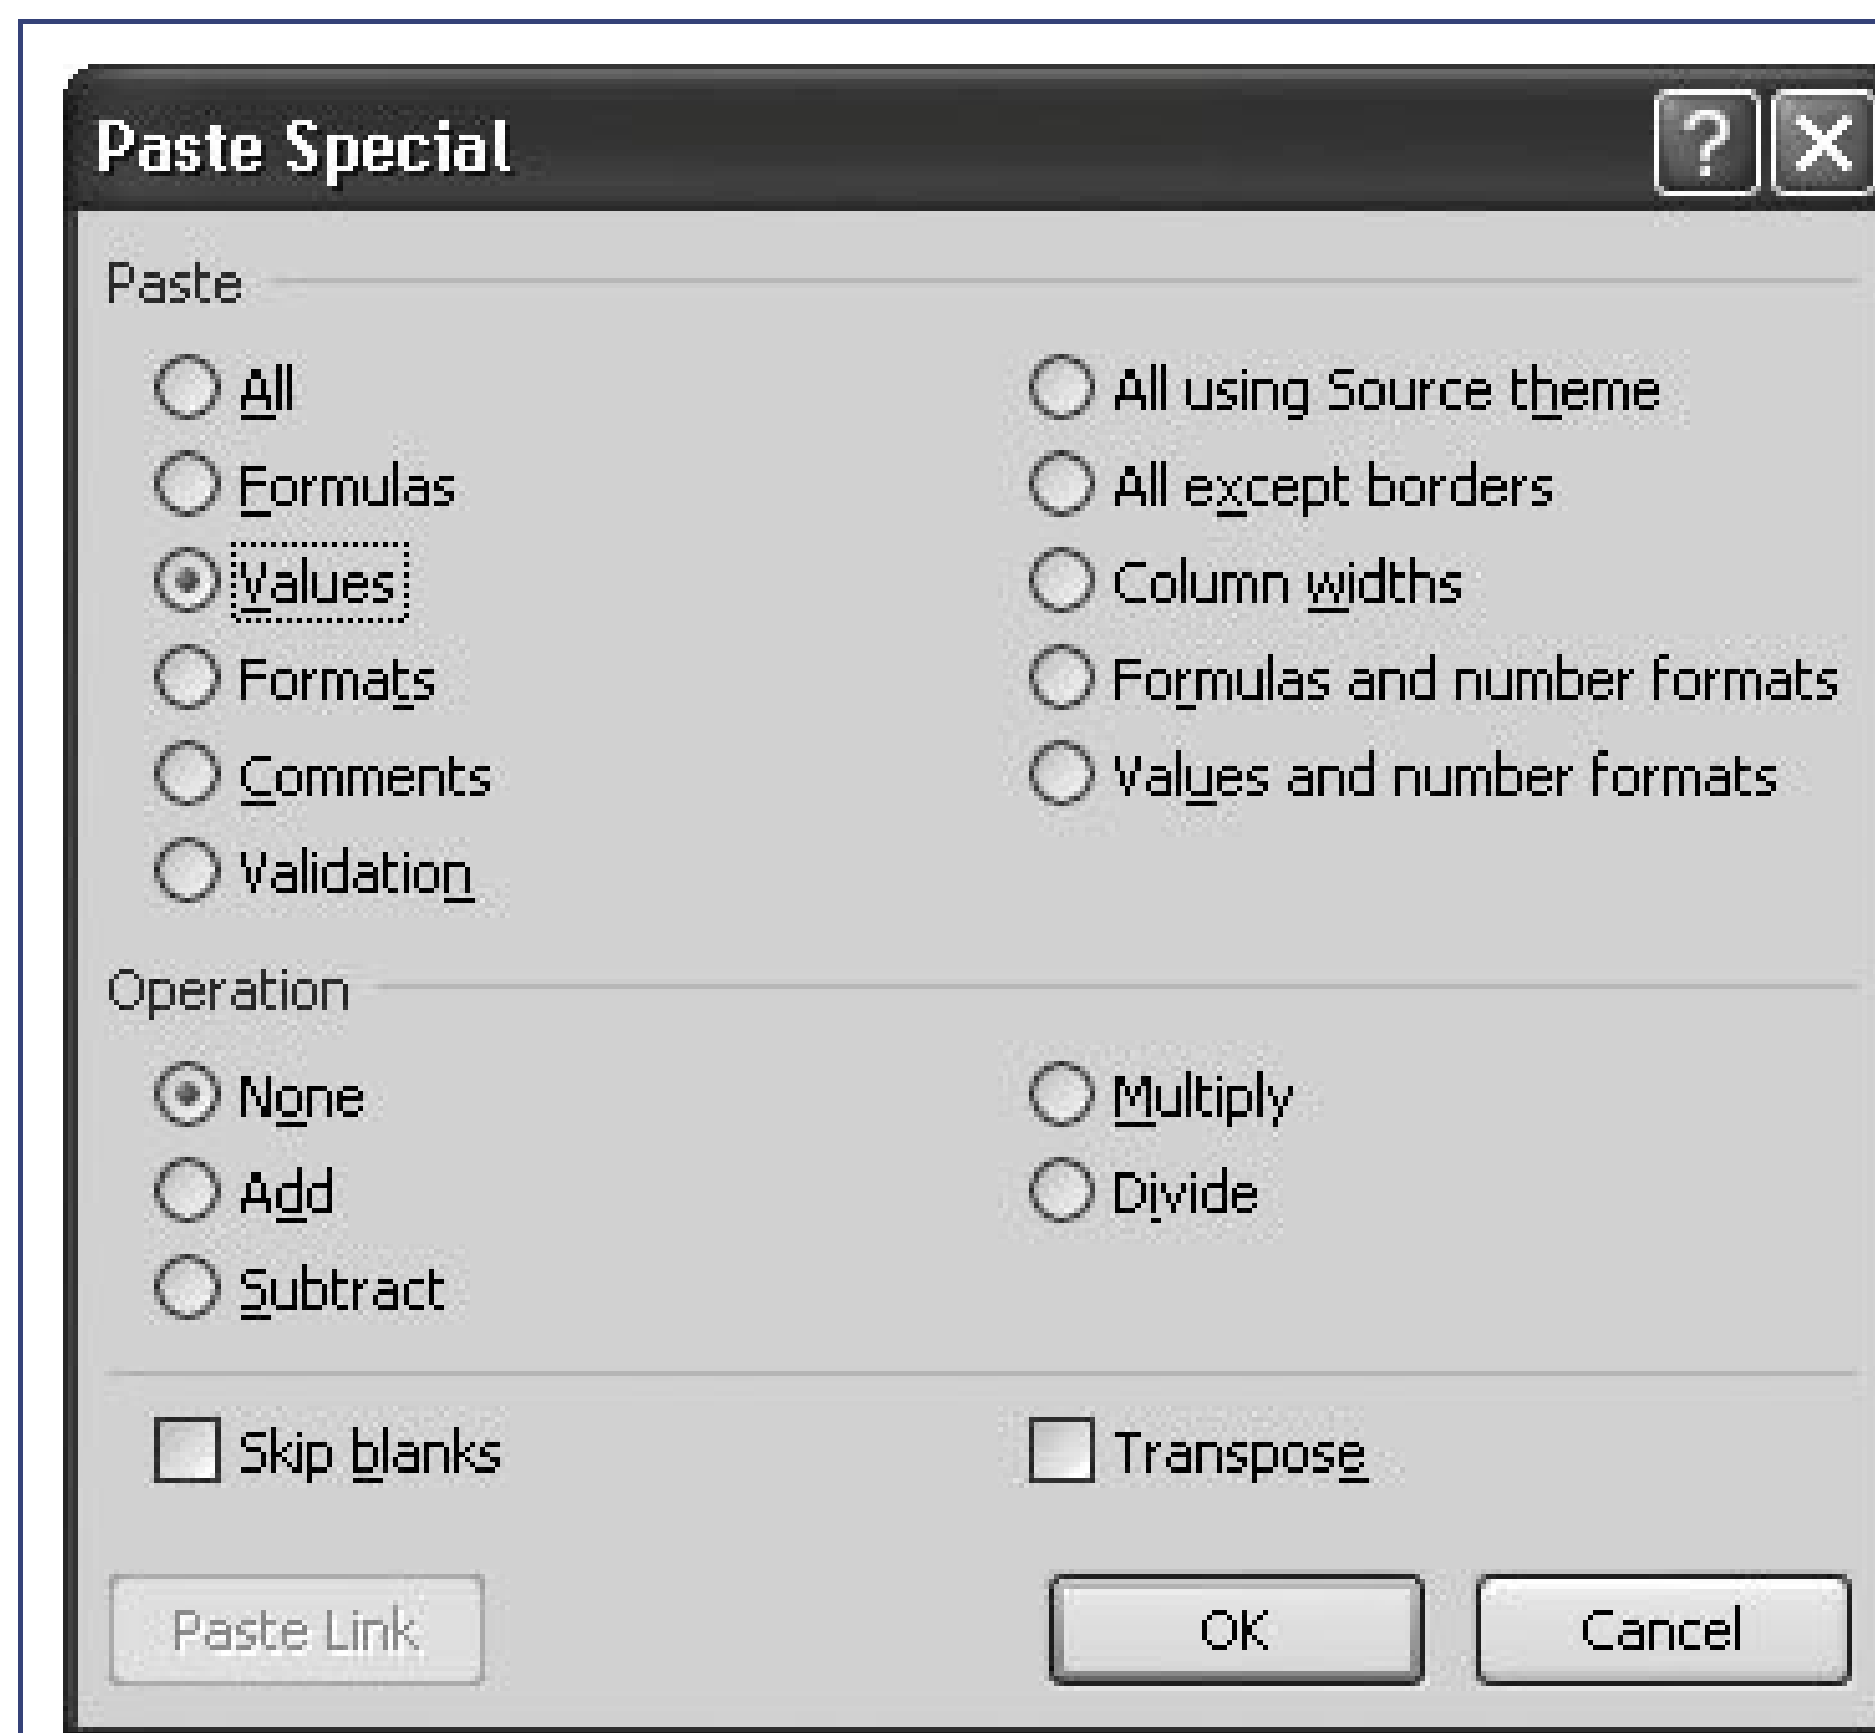 Paste Special
Paste
All
All using Source theme
Formulas
All except borders
Values
Column widths
Formats
Formulas and number formats
Comments
Values and number formats
Validation
Operation
None
Multiply
Add
Divide
Subtract
Skip blanks
Transpose
Paste Link
OK
Cancel